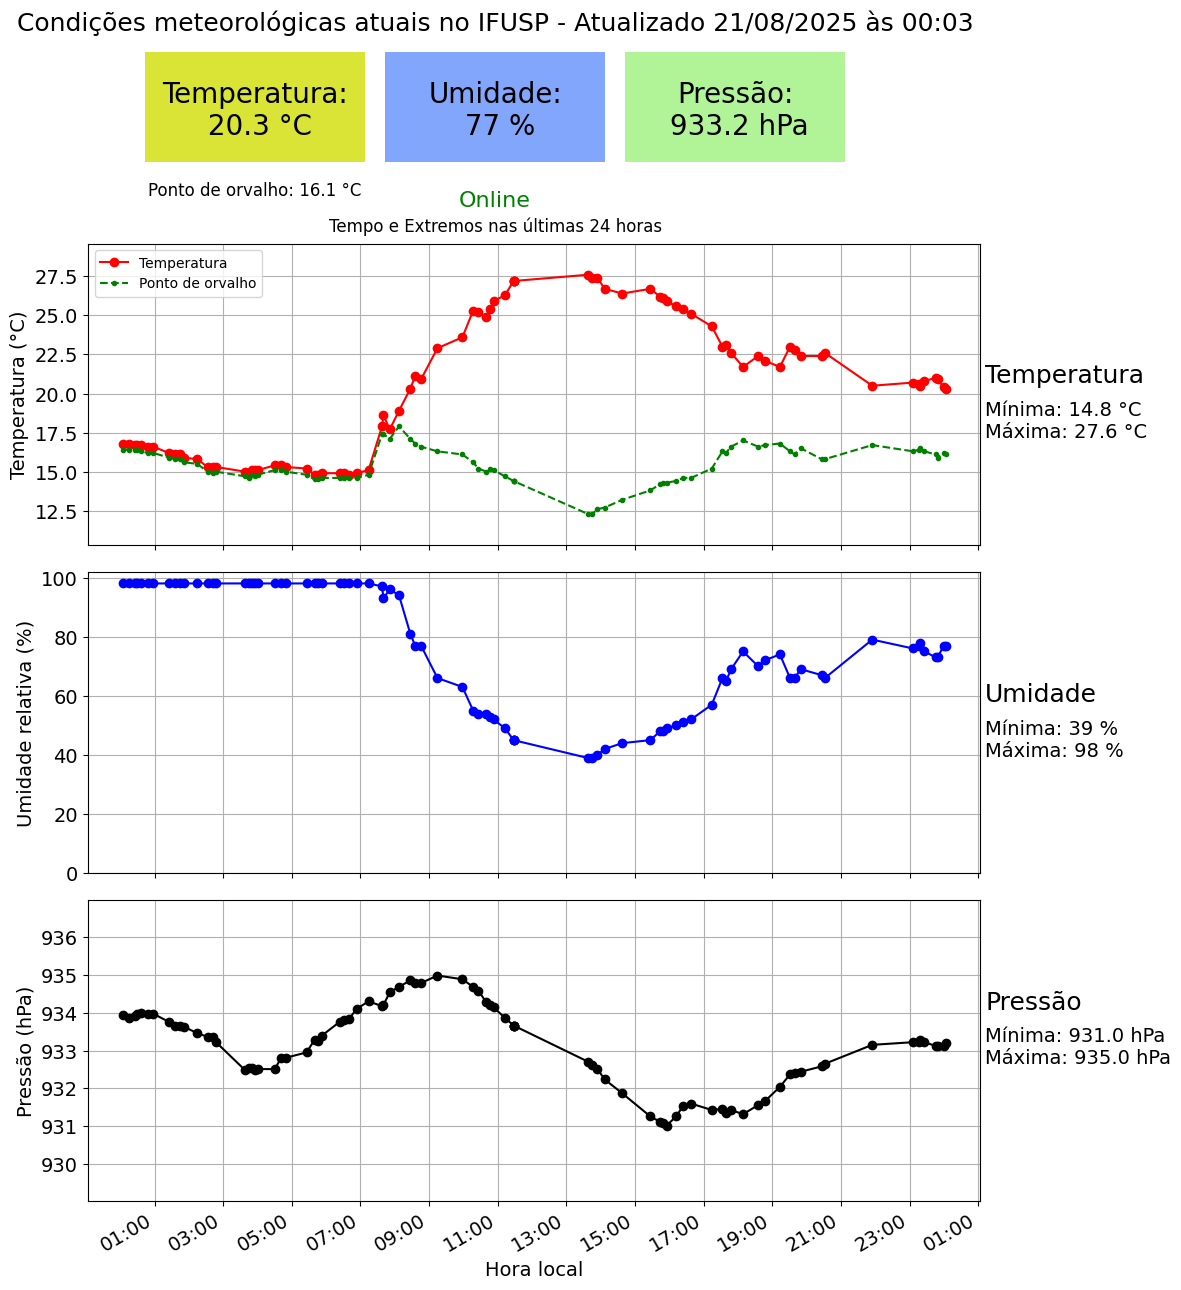 Condições meteorológicas atuais no IFUSP - Atualizado 21/08/2025 às 00:03
Temperatura:
20.3 °C
Umidade:
77 %
Pressão:
933.2 hPa
Ponto de orvalho: 16.1 °C
Online
Tempo e Extremos nas últimas 24 horas
Temperatura
Ponto de orvalho
Temperatura (°C)
27.5
25.0
22.5
20.0
17.5
15.0
12.5
Temperatura
Mínima: 14.8 °C
Máxima: 27.6 °C
Umidade relativa (%)
100
80
60
40
20
0
Umidade
Mínima: 39 %
Máxima: 98 %
Pressão (hPa)
936
935
934
933
932
931
930
Pressão
Mínima: 931.0 hPa
Máxima: 935.0 hPa
01:00 03:00 05:00 07:00 09:00 11:00 13:00 15:00 17:00 19:00 21:00 23:00 01:00
Hora local